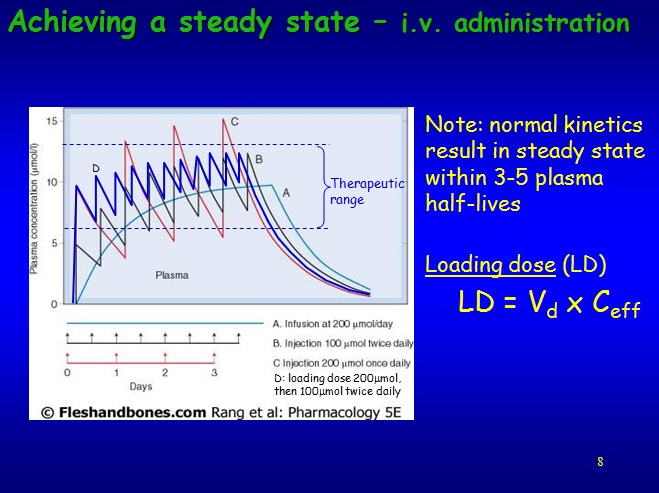 Achieving a steady state – i.v. administration
15
10
5
0
Plasma concentration (µmol/l)
D
C
B
A
Therapeutic
range
Plasma
A. Infusion at 200 µmol/day
B. Injection 100 µmol twice daily
C Injection 200 µmol once daily
0 1 2 3
Days
D: loading dose 200µmol,
then 100µmol twice daily
© Fleshandbones.com Rang et al: Pharmacology 5E
Note: normal kinetics
result in steady state
within 3-5 plasma
half-lives
Loading dose (LD)
LD = Vd x Ceff
8